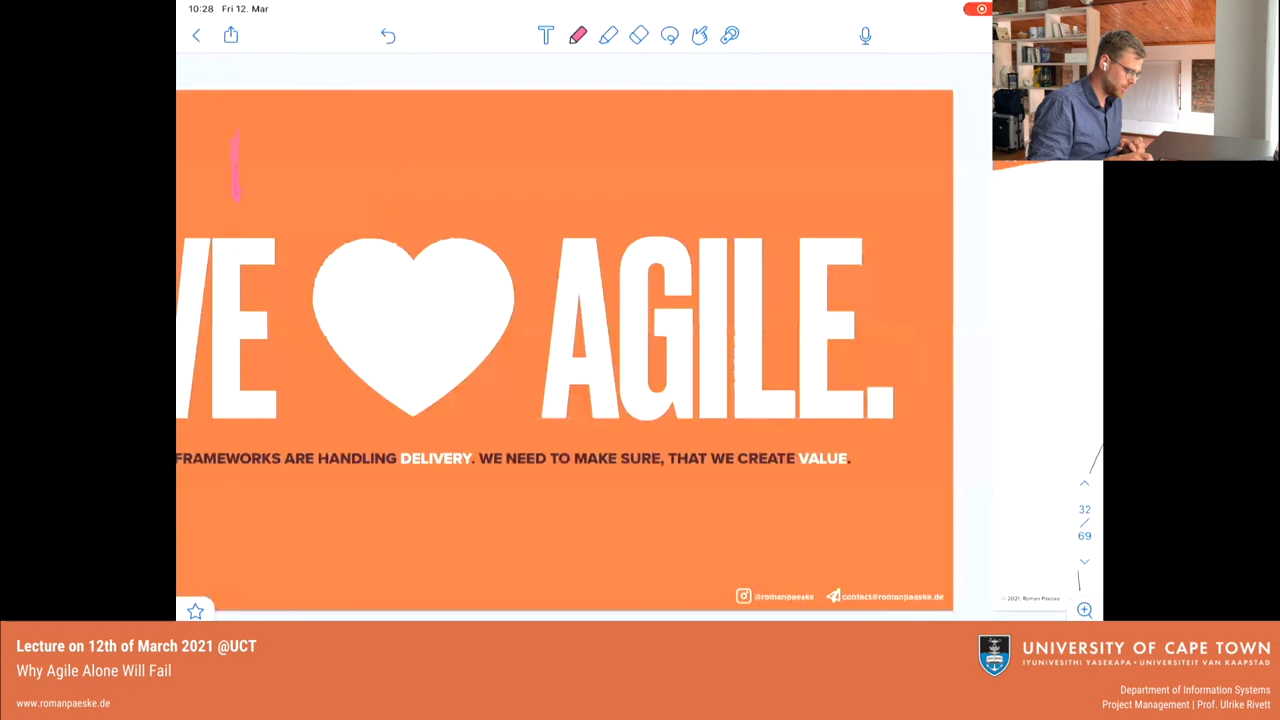 10:28 Fri 12. Mar
VE AGILE.
FRAMEWORKS ARE HANDLING DELIVERY. WE NEED TO MAKE SURE, THAT WE CREATE VALUE.
32
69
@romanpaeske contact@romanpaeske.de
© 2021, Roman Paeske
Lecture on 12th of March 2021 @UCT
Why Agile Alone Will Fail
www.romanpaeske.de
UNIVERSITY OF CAPE TOWN
IYUNIVESITHI YASEKAPA • UNIVERSITEIT VAN KAAPSTAD
Department of Information Systems
Project Management | Prof. Ulrike Rivett